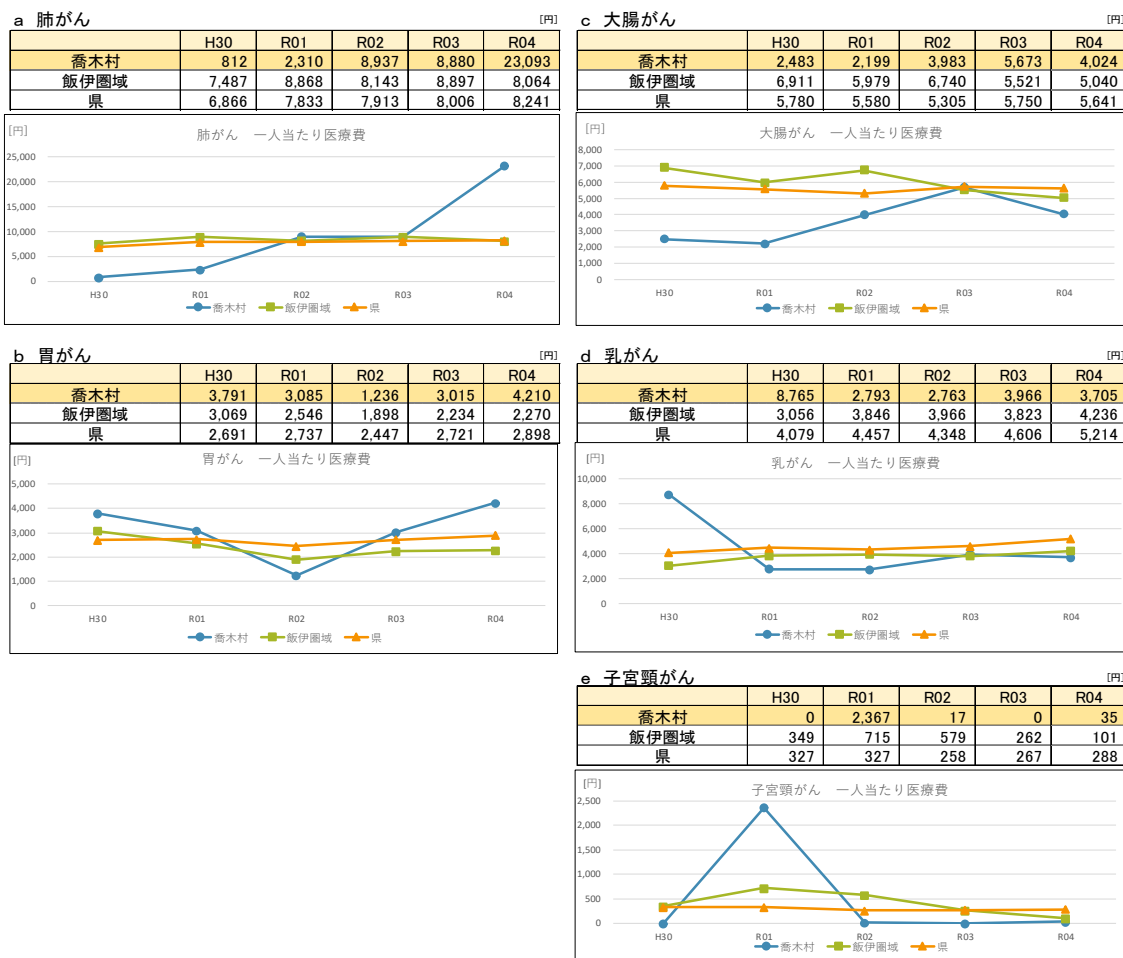 a 肺がん [円]
H30 R01 R02 R03 R04
喬木村 812 2,310 8,937 8,880 23,093
飯伊圏域 7,487 8,868 8,143 8,897 8,064
県 6,866 7,833 7,913 8,006 8,241
[円]
肺がん 一人当たり医療費
25,000
20,000
15,000
10,000
5,000
0
H30 R01 R02 R03 R04
喬木村 飯伊圏域 県
b 胃がん [円]
H30 R01 R02 R03 R04
喬木村 3,791 3,085 1,236 3,015 4,210
飯伊圏域 3,069 2,546 1,898 2,234 2,270
県 2,691 2,737 2,447 2,721 2,898
[円]
胃がん 一人当たり医療費
5,000
4,000
3,000
2,000
1,000
0
H30 R01 R02 R03 R04
喬木村 飯伊圏域 県
c 大腸がん [円]
H30 R01 R02 R03 R04
喬木村 2,483 2,199 3,983 5,673 4,024
飯伊圏域 6,911 5,979 6,740 5,521 5,040
県 5,780 5,580 5,305 5,750 5,641
[円]
大腸がん 一人当たり医療費
8,000
7,000
6,000
5,000
4,000
3,000
2,000
1,000
0
H30 R01 R02 R03 R04
喬木村 飯伊圏域 県
d 乳がん [円]
H30 R01 R02 R03 R04
喬木村 8,765 2,793 2,763 3,966 3,705
飯伊圏域 3,056 3,846 3,966 3,823 4,236
県 4,079 4,457 4,348 4,606 5,214
[円]
乳がん 一人当たり医療費
10,000
8,000
6,000
4,000
2,000
0
H30 R01 R02 R03 R04
喬木村 飯伊圏域 県
e 子宮頸がん [円]
H30 R01 R02 R03 R04
喬木村 0 2,367 17 0 35
飯伊圏域 349 715 579 262 101
県 327 327 258 267 288
[円]
子宮頸がん 一人当たり医療費
2,500
2,000
1,500
1,000
500
0
H30 R01 R02 R03 R04
喬木村 飯伊圏域 県